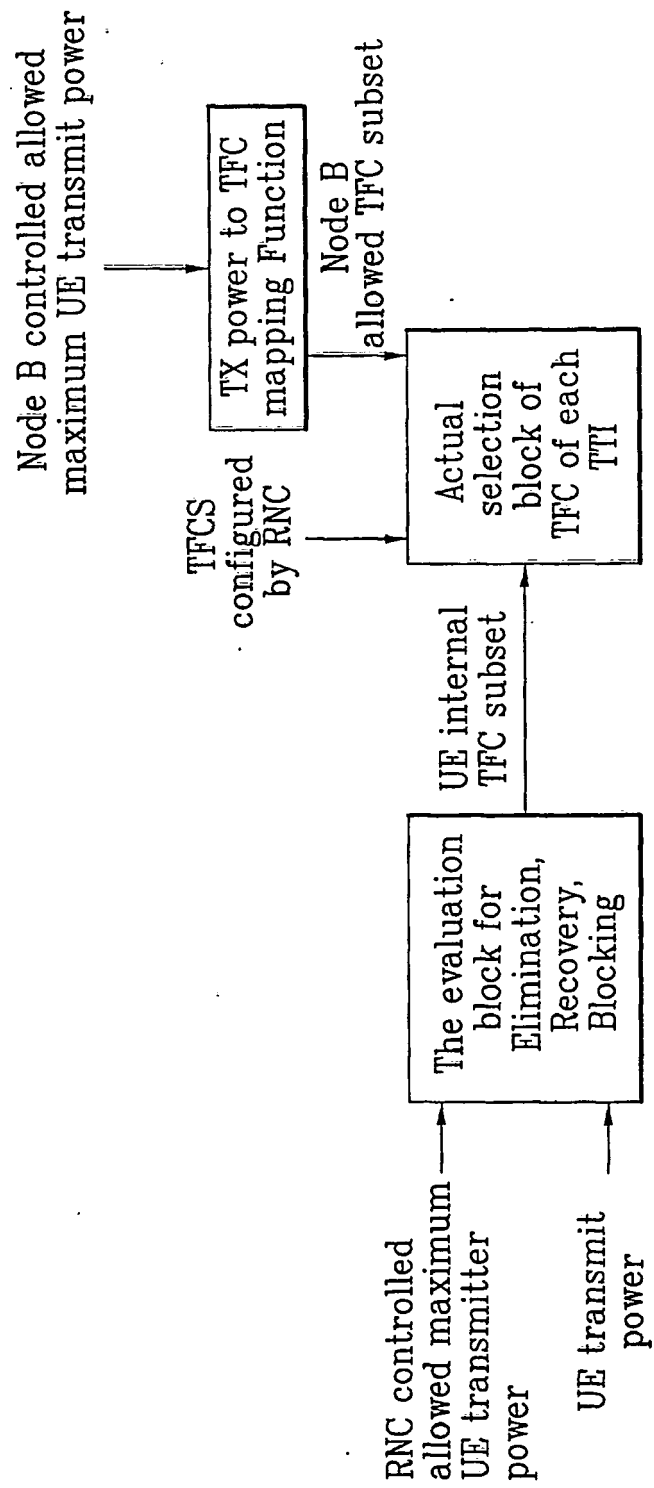 Node B controlled allowed
maximum UE transmit power
TX power to TFC
mapping Function
TFCS
configured
by RNC
Node B
allowed TFC subset
Actual
selection
block of
TFC of each
TTI
UE internal
TFC subset
The evaluation
block for
Elimination,
Recovery,
Blocking
RNC controlled
allowed maximum
UE transmitter
power
UE transmit
power